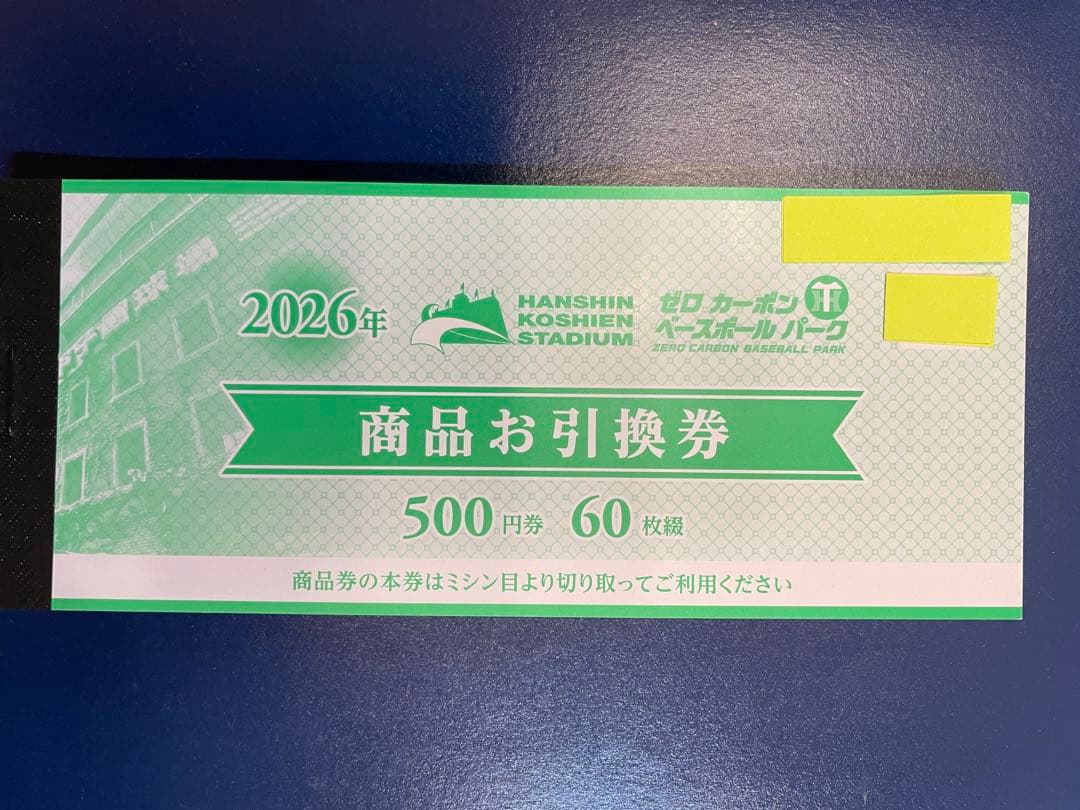 2026年
HANSHIN
KOSHIEN
STADIUM
ゼロ カーボン
ベースボール パーク
ZERO CARBON BASEBALL PARK
商品お引換券
500円券 60枚綴
商品券の本券はミシン目より切り取ってご利用ください